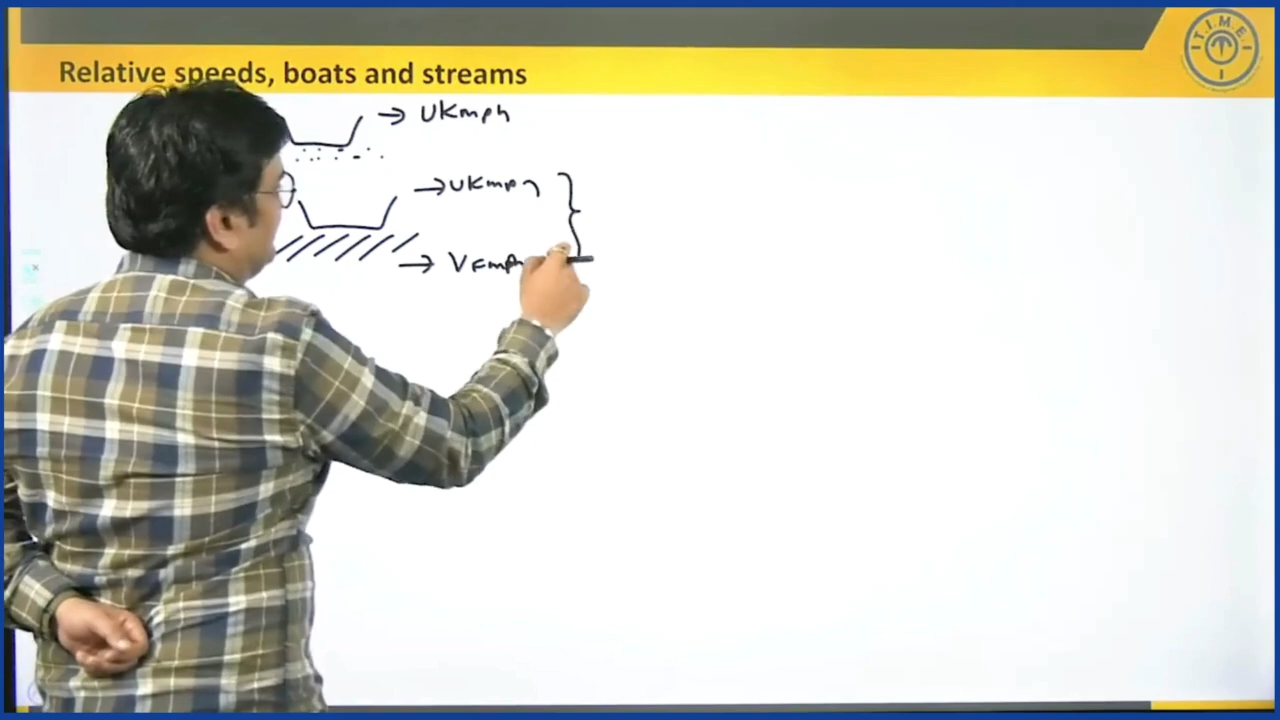 T.I.M.E.
Relative speeds, boats and streams
→ UKmph
→ UKmph
→ VKmph